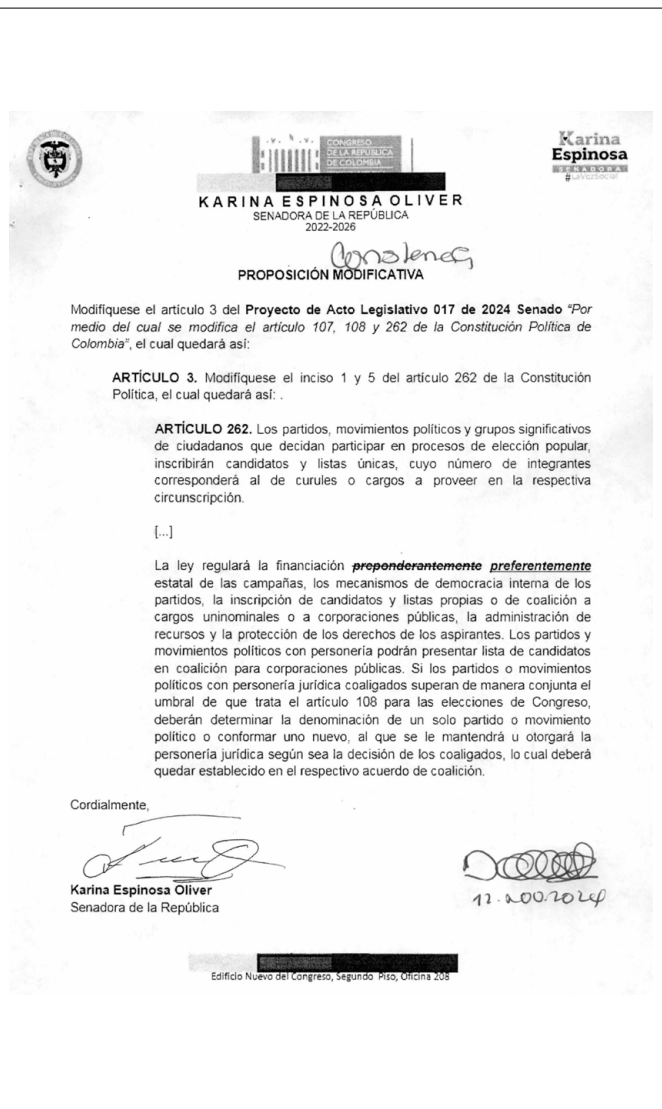 CONGRESO
DE LA REPÚBLICA
DE COLOMBIA
Karina
Espinosa
SENADORA
#LaVozSocial
KARINA ESPINOSA OLIVER
SENADORA DE LA REPÚBLICA
2022-2026
Constancia
PROPOSICIÓN MODIFICATIVA
Modifíquese el artículo 3 del Proyecto de Acto Legislativo 017 de 2024 Senado "Por
medio del cual se modifica el artículo 107, 108 y 262 de la Constitución Política de
Colombia", el cual quedará así:
ARTÍCULO 3. Modifíquese el inciso 1 y 5 del artículo 262 de la Constitución
Política, el cual quedará así: .
ARTÍCULO 262. Los partidos, movimientos políticos y grupos significativos
de ciudadanos que decidan participar en procesos de elección popular,
inscribirán candidatos y listas únicas, cuyo número de integrantes
corresponderá al de curules o cargos a proveer en la respectiva
circunscripción.
[...]
La ley regulará la financiación preponderantemente preferentemente
estatal de las campañas, los mecanismos de democracia interna de los
partidos, la inscripción de candidatos y listas propias o de coalición a
cargos uninominales o a corporaciones públicas, la administración de
recursos y la protección de los derechos de los aspirantes. Los partidos y
movimientos políticos con personería podrán presentar lista de candidatos
en coalición para corporaciones públicas. Si los partidos o movimientos
políticos con personería jurídica coaligados superan de manera conjunta el
umbral de que trata el artículo 108 para las elecciones de Congreso,
deberán determinar la denominación de un solo partido o movimiento
político o conformar uno nuevo, al que se le mantendrá u otorgará la
personería jurídica según sea la decisión de los coaligados, lo cual deberá
quedar establecido en el respectivo acuerdo de coalición.
Cordialmente,
Karina Espinosa Oliver
Senadora de la República
Edificio Nuevo del Congreso, Segundo Piso, Oficina 208